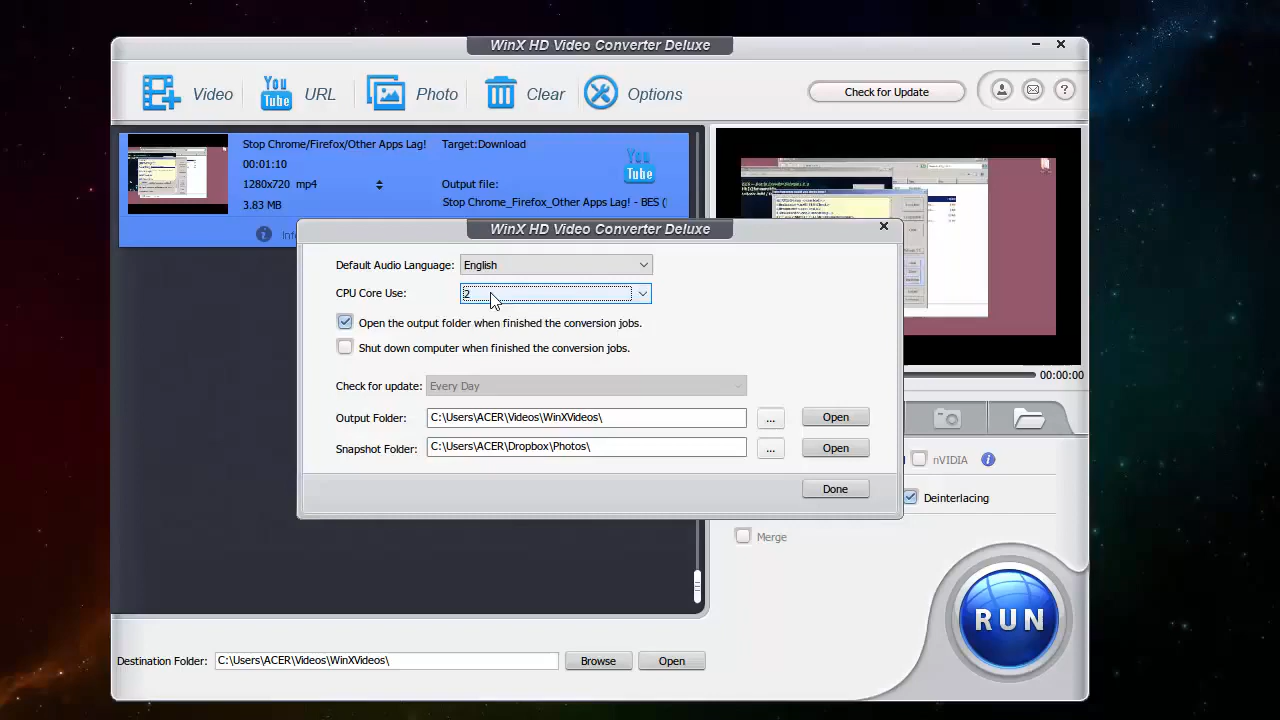 WinX HD Video Converter Deluxe
Video
You Tube URL
Photo
Clear
Options
Check for Update
?
Stop Chrome/Firefox/Other Apps Lag!
Target:Download
00:01:10
1280x720 mp4
Output file:
You Tube
3.83 MB
Stop Chrome_Firefox_Other Apps Lag! - BES (
WinX HD Video Converter Deluxe
Default Audio Language: English
CPU Core Use: 2
Open the output folder when finished the conversion jobs.
Shut down computer when finished the conversion jobs.
00:00:00
Check for update: Every Day
Output Folder: C:\Users\ACER\Videos\WinXVideos\ ... Open
Snapshot Folder: C:\Users\ACER\Dropbox\Photos\ ... Open
nVIDIA
Done
Deinterlacing
Merge
RUN
Destination Folder: C:\Users\ACER\Videos\WinXVideos\ Browse Open